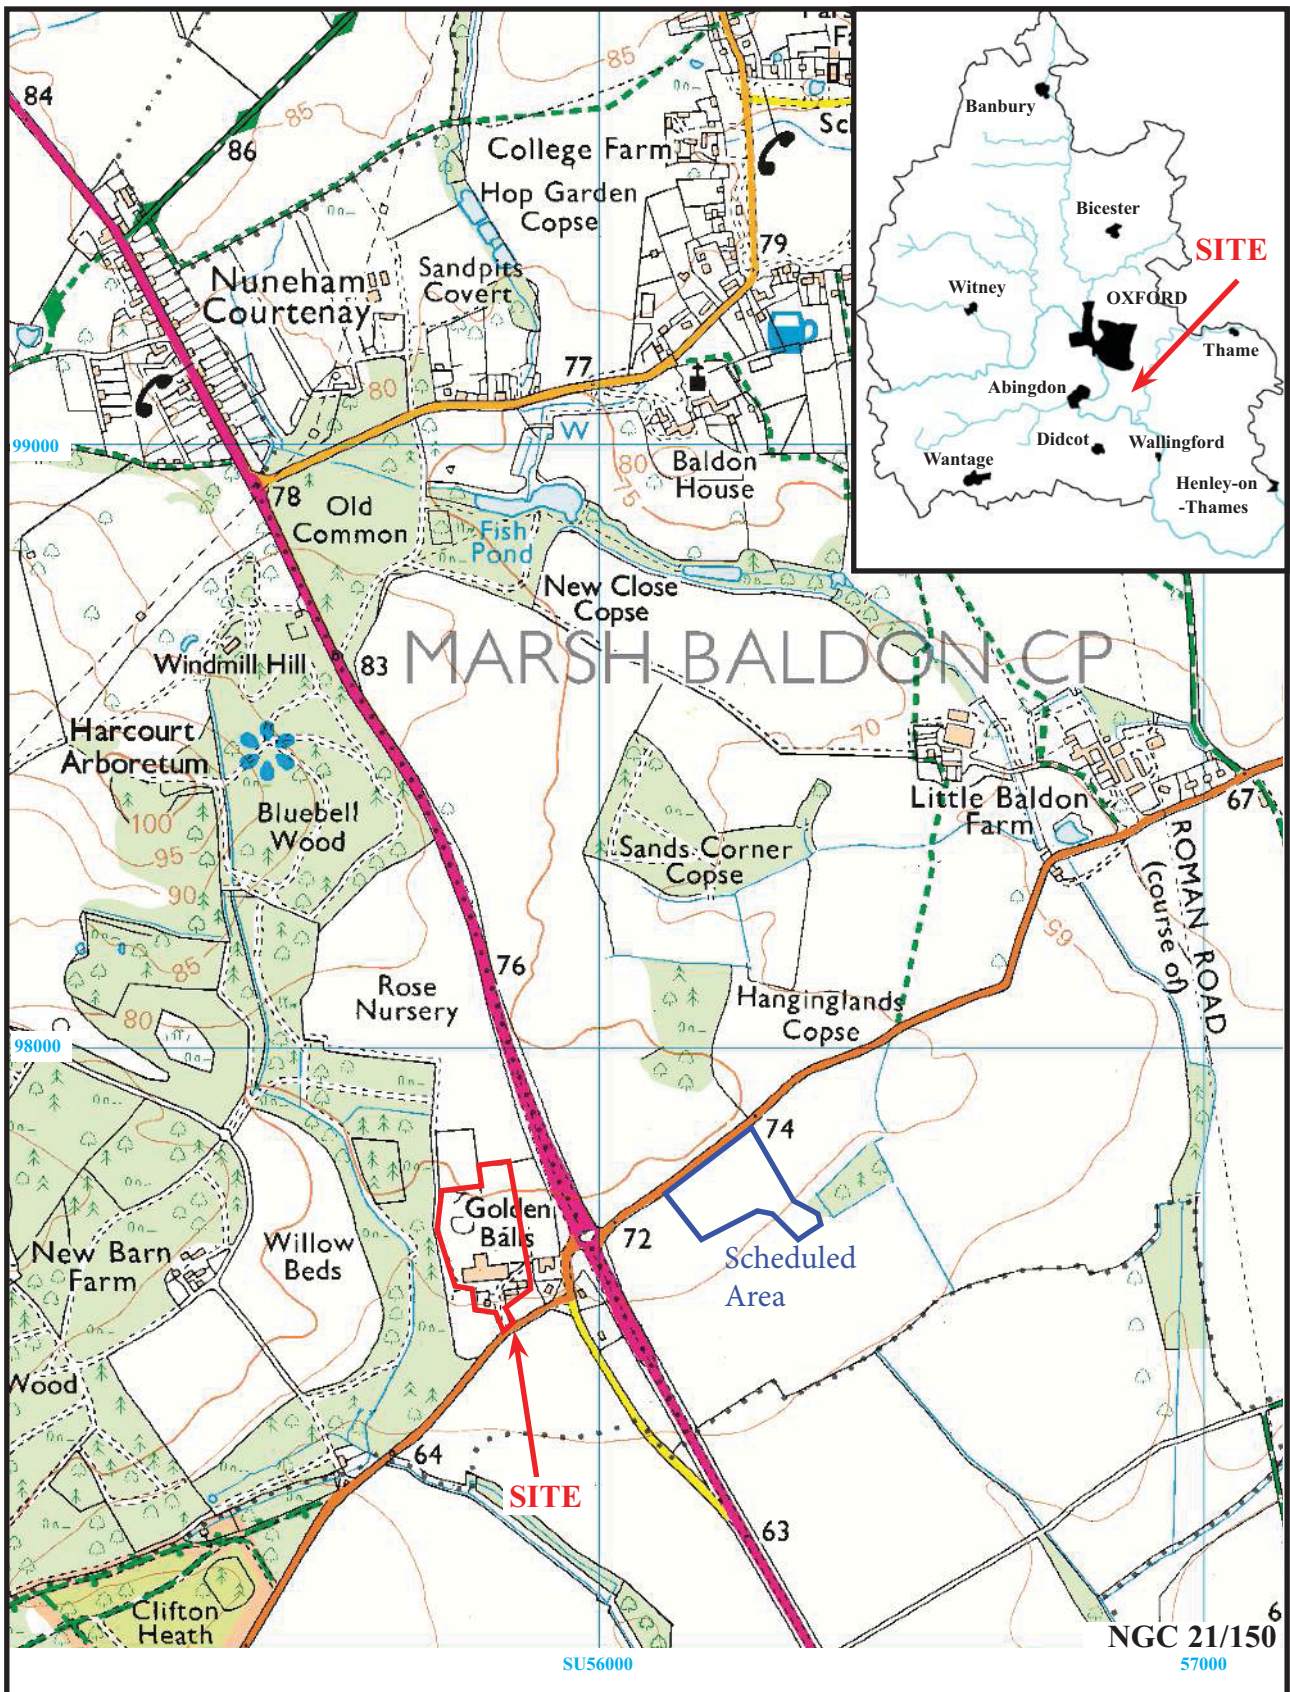 84
86
85
85
College Farm
Hop Garden
Copse
79
Nuneham
Courtenay
Sandpits
Covert
80
77
W
99000
78
Old
Common
Fish
Pond
80
75
Baldon
House
New Close
Copse
MARSH BALDON CP
Windmill Hill
83
70
Harcourt
Arboretum
100
95
90
85
80
Bluebell
Wood
Little Baldon
Farm
67
Sands Corner
Copse
ROMAN ROAD
(course of)
65
76
Rose
Nursery
Hanginglands
Copse
98000
74
Golden
Balls
72
Scheduled
Area
New Barn
Farm
Willow
Beds
Wood
64
SITE
63
Clifton
Heath
6
NGC 21/150
SU56000
57000
Banbury
Bicester
SITE
Witney
OXFORD
Thame
Abingdon
Didcot
Wallingford
Wantage
Henley-on
-Thames